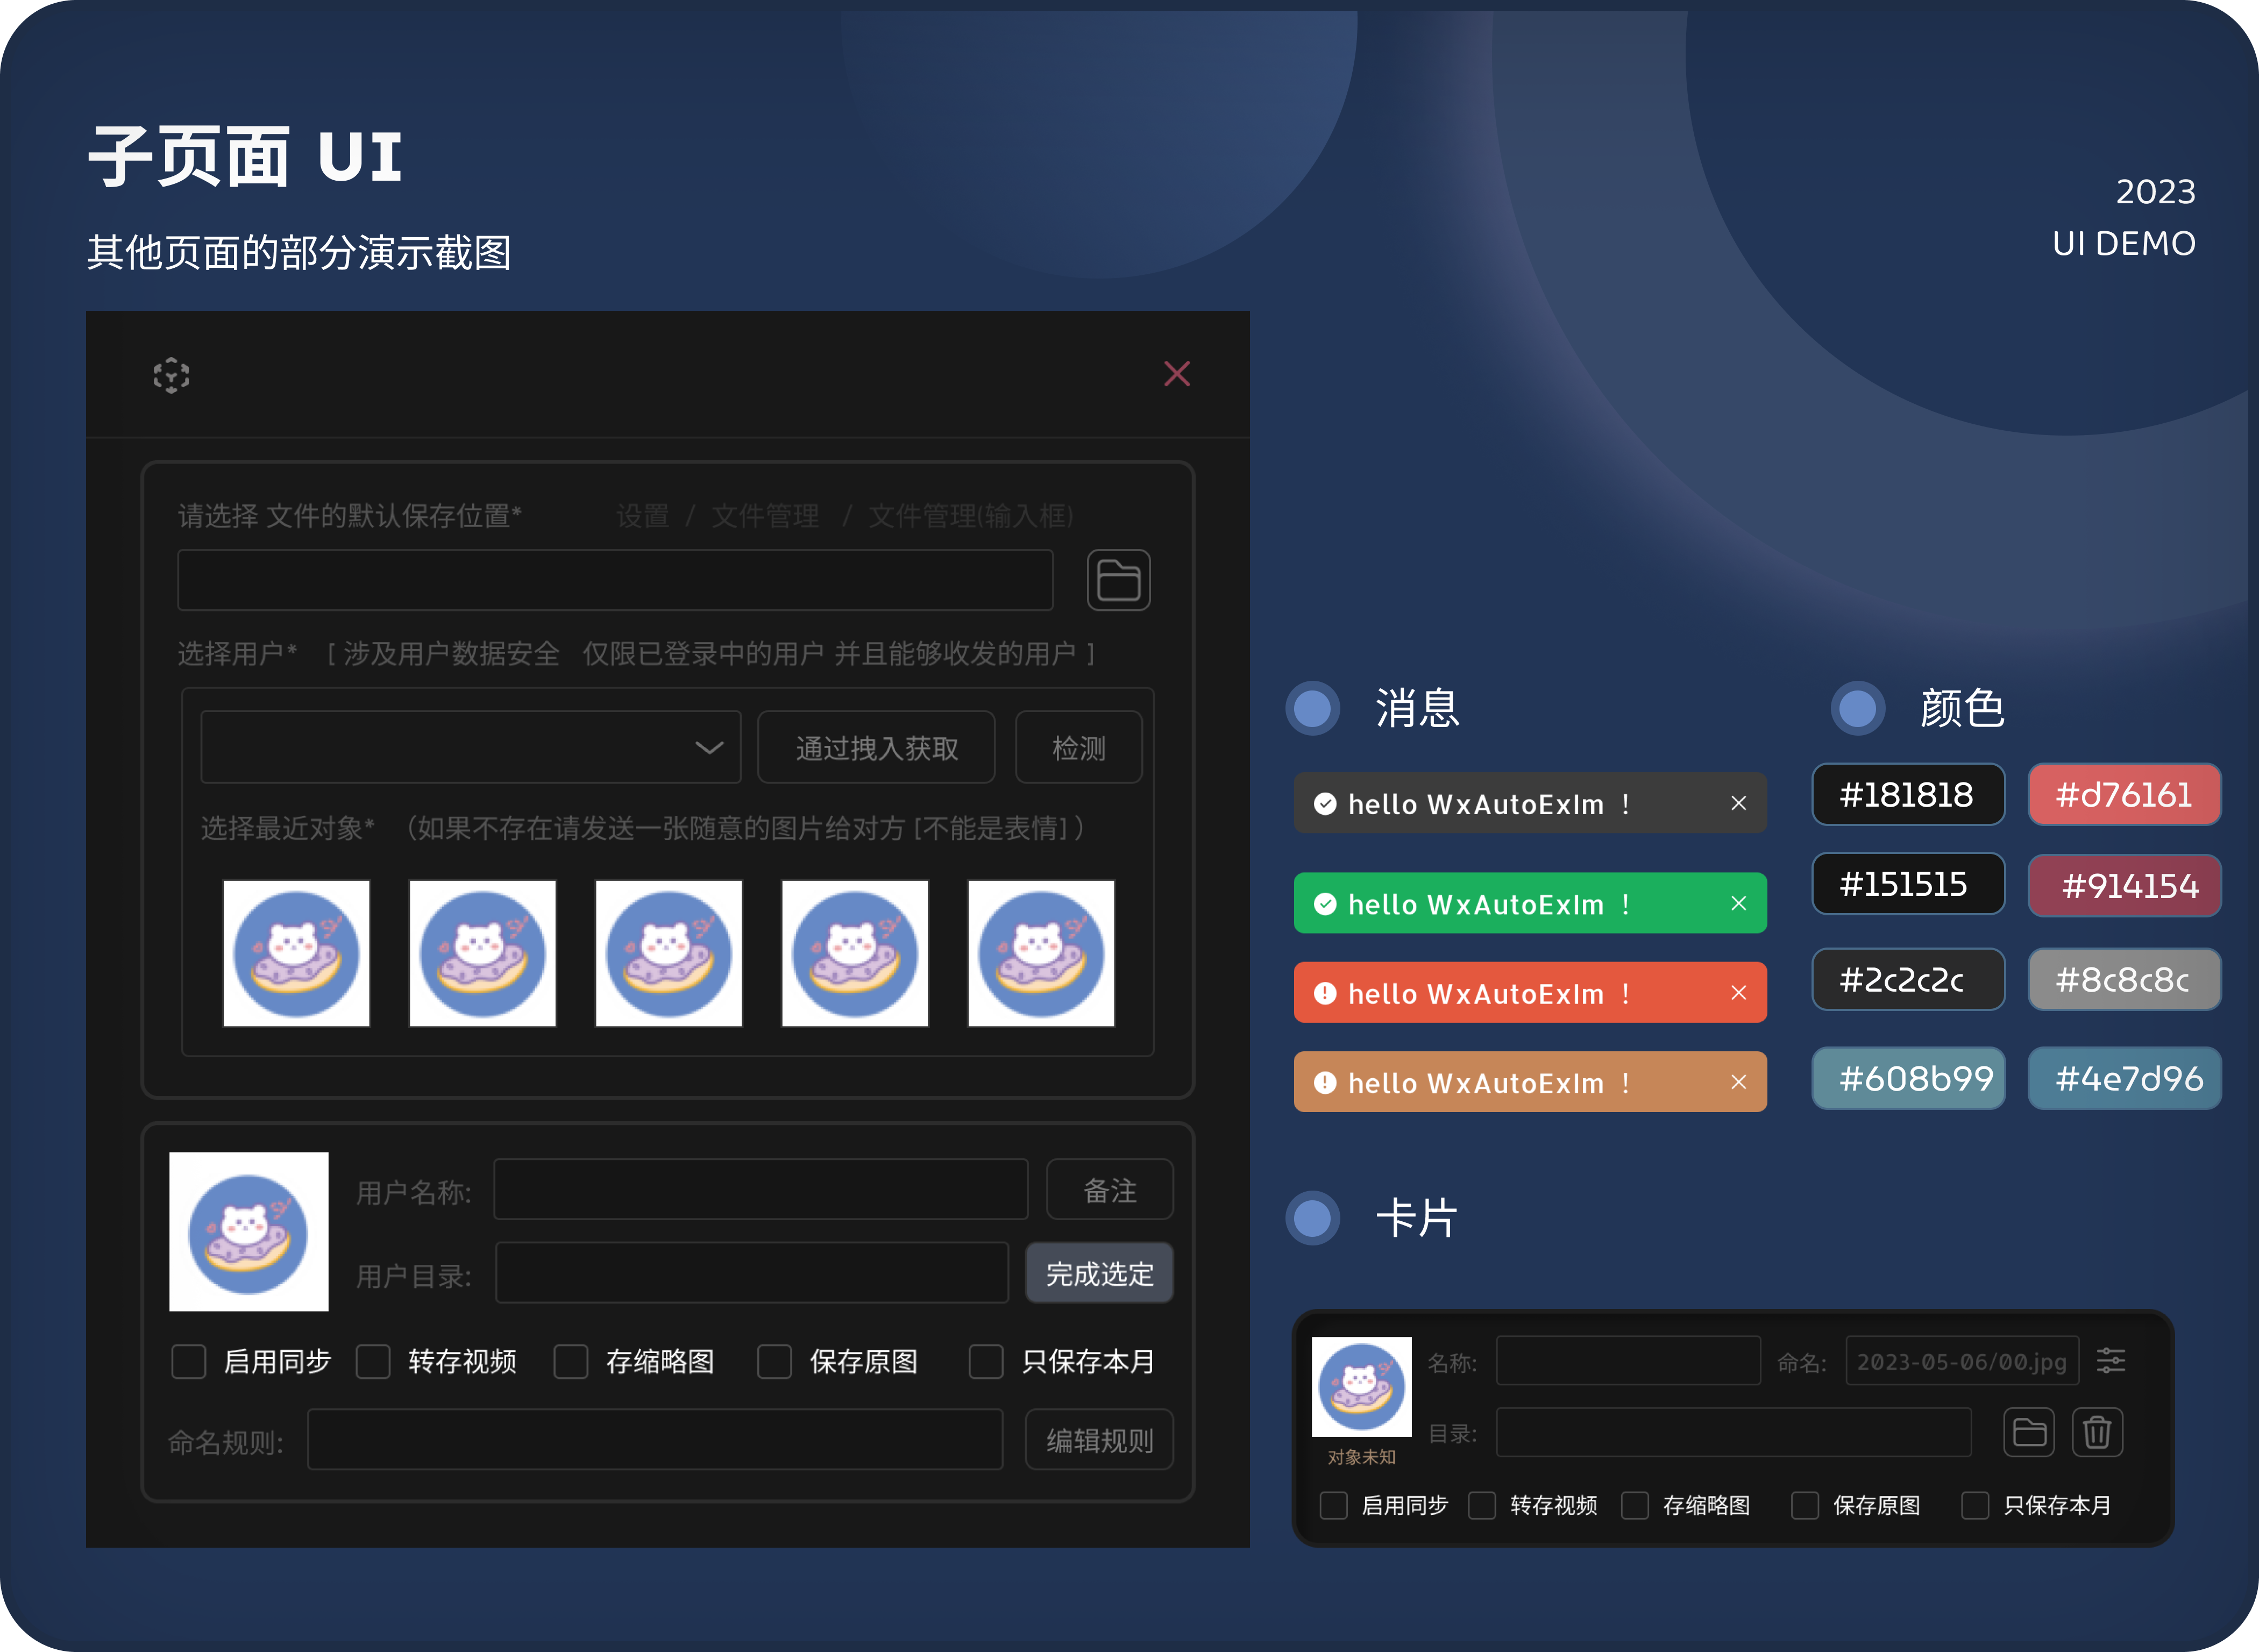 子页面 UI
其他页面的部分演示截图
2023
UI DEMO
请选择 文件的默认保存位置*
设置 / 文件管理 / 文件管理(输入框)
选择用户* [ 涉及用户数据安全 仅限已登录中的用户 并且能够收发的用户 ]
通过拽入获取
检测
选择最近对象* （如果不存在请发送一张随意的图片给对方 [不能是表情] ）
用户名称:
备注
用户目录:
完成选定
启用同步
转存视频
存缩略图
保存原图
只保存本月
命名规则:
编辑规则
消息
hello WxAutoExIm ！
hello WxAutoExIm ！
hello WxAutoExIm ！
hello WxAutoExIm ！
颜色
#181818
#d76161
#151515
#914154
#2c2c2c
#8c8c8c
#608b99
#4e7d96
卡片
名称:
命名:
2023-05-06/00.jpg
目录:
对象未知
启用同步
转存视频
存缩略图
保存原图
只保存本月